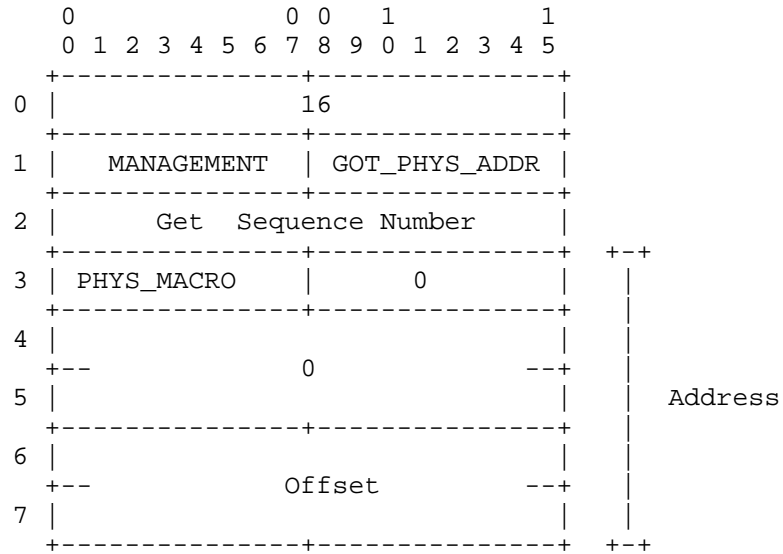 0 0 0 1 1
0 1 2 3 4 5 6 7 8 9 0 1 2 3 4 5
+---------------+---------------+
0 | 16 |
+---------------+---------------+
1 | MANAGEMENT | GOT_PHYS_ADDR |
+---------------+---------------+
2 | Get Sequence Number |
+---------------+---------------+ +-+
3 | PHYS_MACRO | 0 | |
+---------------+---------------+ |
4 | | |
+-- 0 --+ |
5 | | | Address
+---------------+---------------+ |
6 | | |
+-- Offset --+ |
7 | | |
+---------------+---------------+ +-+